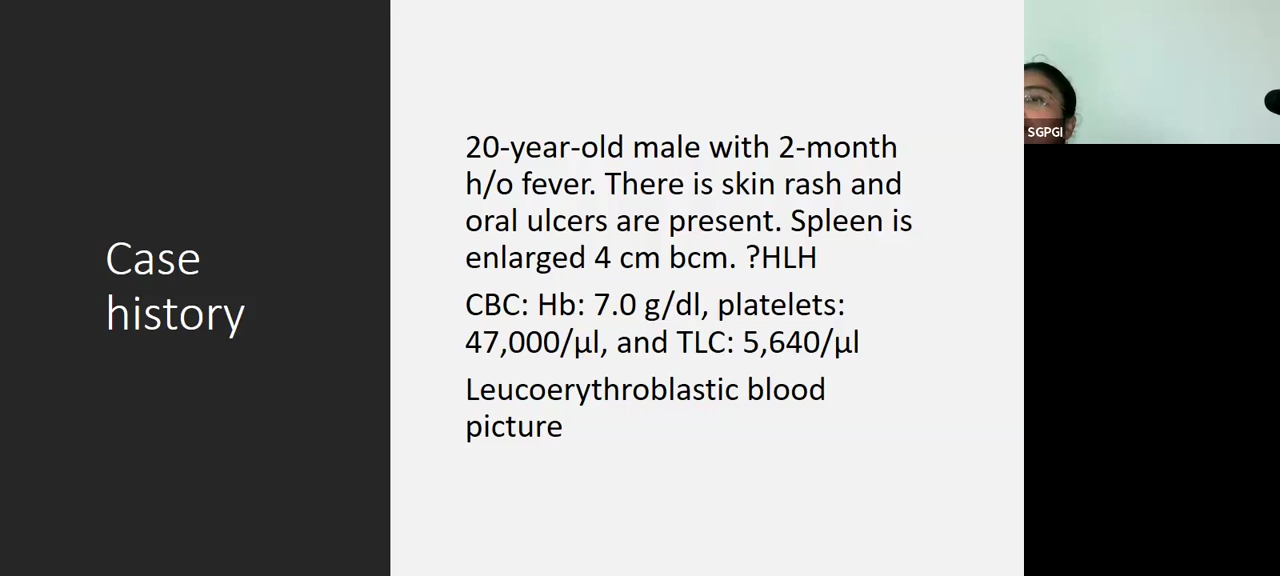 Case
history
20-year-old male with 2-month
h/o fever. There is skin rash and
oral ulcers are present. Spleen is
enlarged 4 cm bcm. ?HLH
CBC: Hb: 7.0 g/dl, platelets:
47,000/µl, and TLC: 5,640/µl
Leucoerythroblastic blood
picture
SGPGI